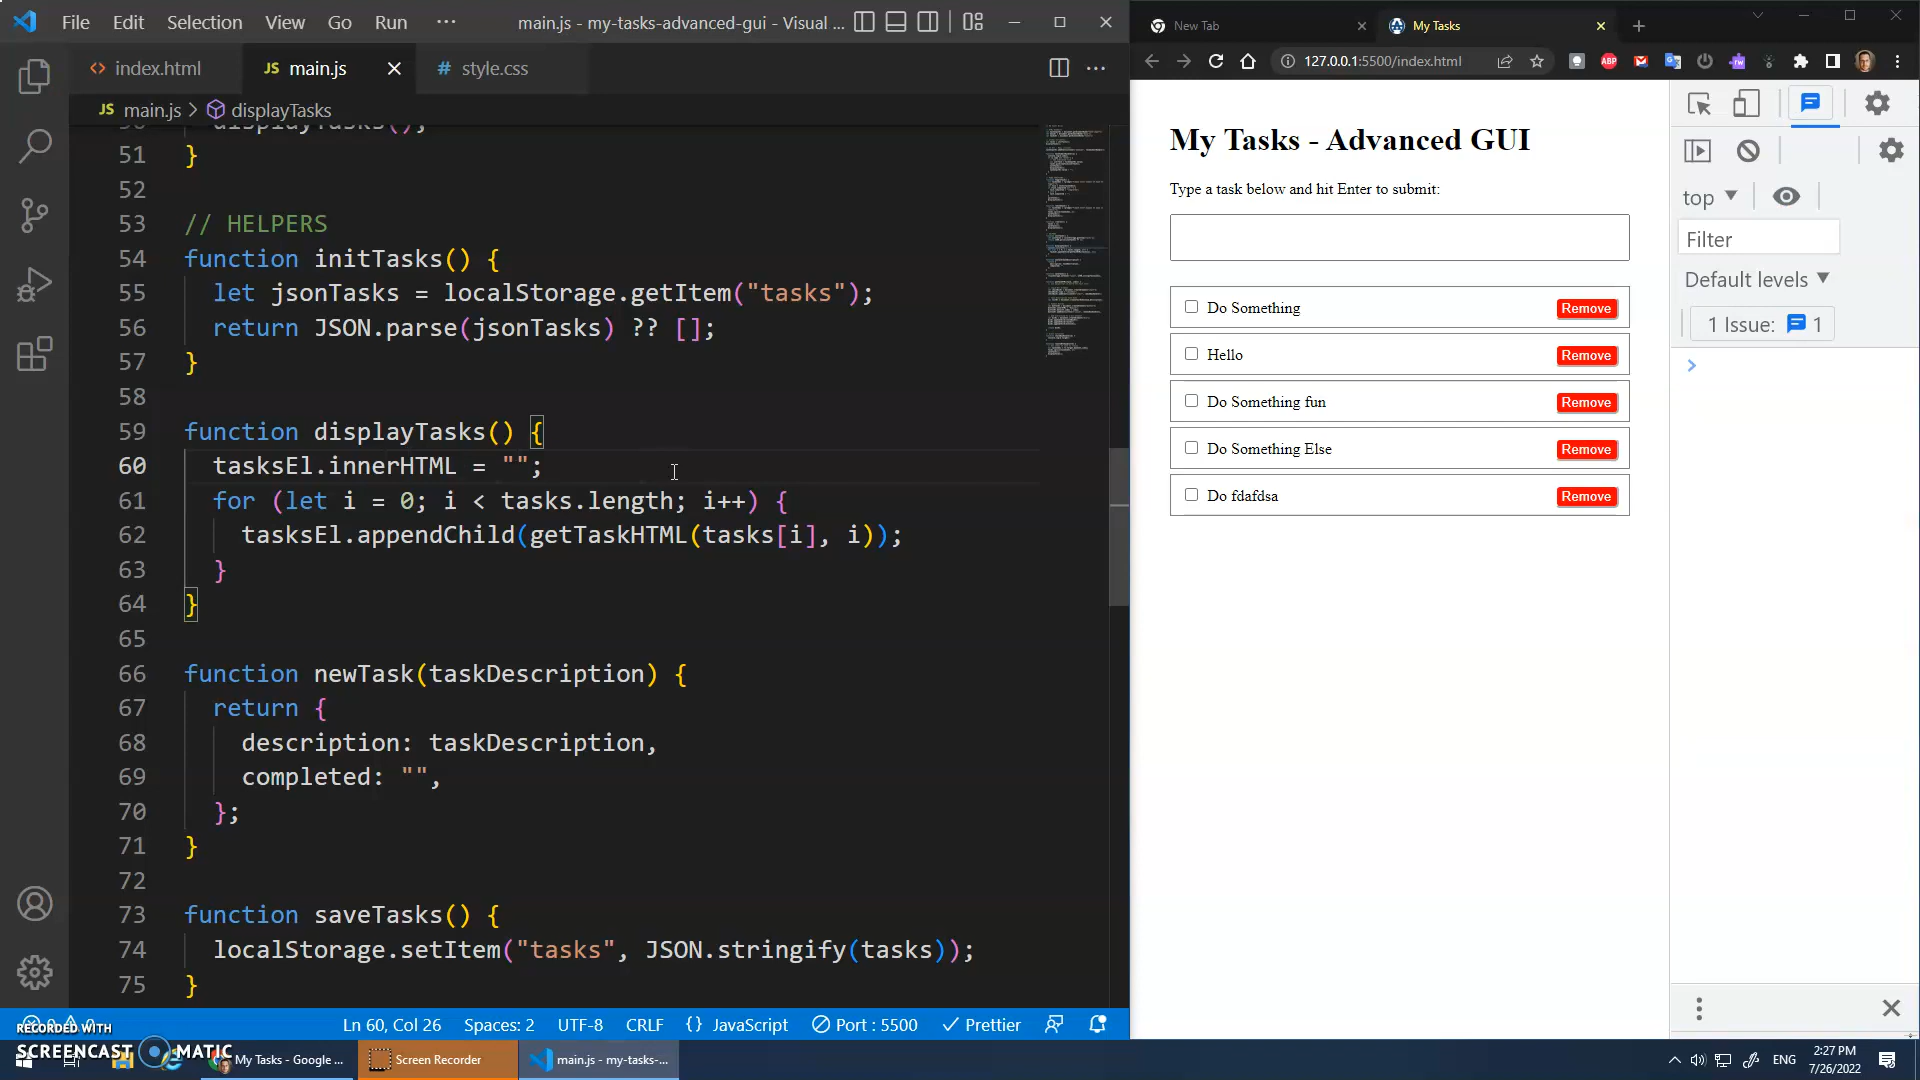 File Edit Selection View Go Run ···
main.js - my-tasks-advanced-gui - Visual ...
index.html
JS main.js
# style.css
JS main.js > displayTasks
50 displayTasks();
51 }
52
53 // HELPERS
54 function initTasks() {
55 let jsonTasks = localStorage.getItem("tasks");
56 return JSON.parse(jsonTasks) ?? [];
57 }
58
59 function displayTasks() {
60 tasksEl.innerHTML = "";
61 for (let i = 0; i < tasks.length; i++) {
62 tasksEl.appendChild(getTaskHTML(tasks[i], i));
63 }
64 }
65
66 function newTask(taskDescription) {
67 return {
68 description: taskDescription,
69 completed: "",
70 };
71 }
72
73 function saveTasks() {
74 localStorage.setItem("tasks", JSON.stringify(tasks));
75 }
Ln 60, Col 26 Spaces: 2 UTF-8 CRLF {} JavaScript Port : 5500 Prettier
New Tab
My Tasks
127.0.0.1:5500/index.html
ABP
My Tasks - Advanced GUI
Type a task below and hit Enter to submit:
Do Something Remove
Hello Remove
Do Something fun Remove
Do Something Else Remove
Do fdafdsa Remove
top
Filter
Default levels
1 Issue: 1
RECORDED WITH
SCREENCAST MATIC
My Tasks - Google ...
Screen Recorder
main.js - my-tasks-...
ENG
2:27 PM
7/26/2022